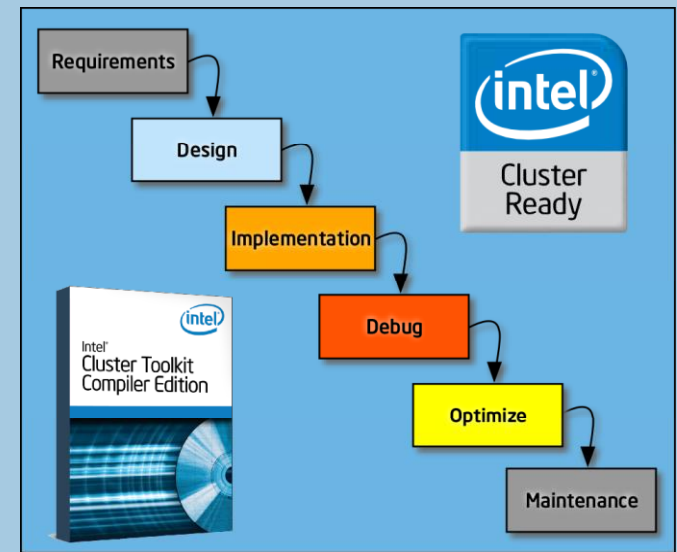 Requirements
Design
Implementation
Debug
Optimize
Maintenance
intel®
Cluster
Ready
intel
Intel®
Cluster Toolkit
Compiler Edition